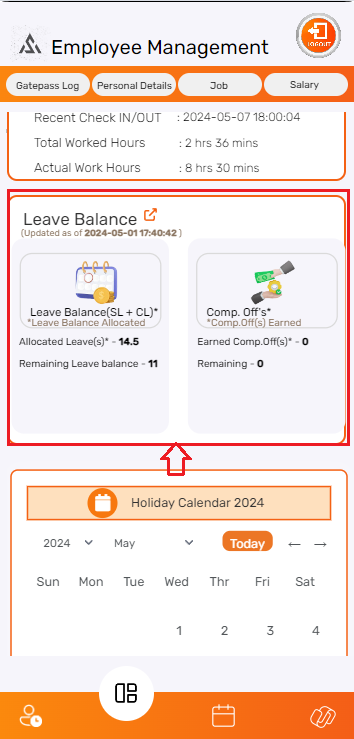 Employee Management
LOGOUT
Gatepass Log
Personal Details
Job
Salary
Recent Check IN/OUT : 2024-05-07 18:00:04
Total Worked Hours : 2 hrs 36 mins
Actual Work Hours : 8 hrs 30 mins
Leave Balance
(Updated as of 2024-05-01 17:40:42 )
Leave Balance(SL + CL)*
*Leave Balance Allocated
Allocated Leave(s)* - 14.5
Remaining Leave balance - 11
Comp. Off's*
*Comp.Off(s) Earned
Earned Comp.Off(s)* - 0
Remaining - 0
Holiday Calendar 2024
2024 May Today ← →
Sun Mon Tue Wed Thr Fri Sat
1 2 3 4